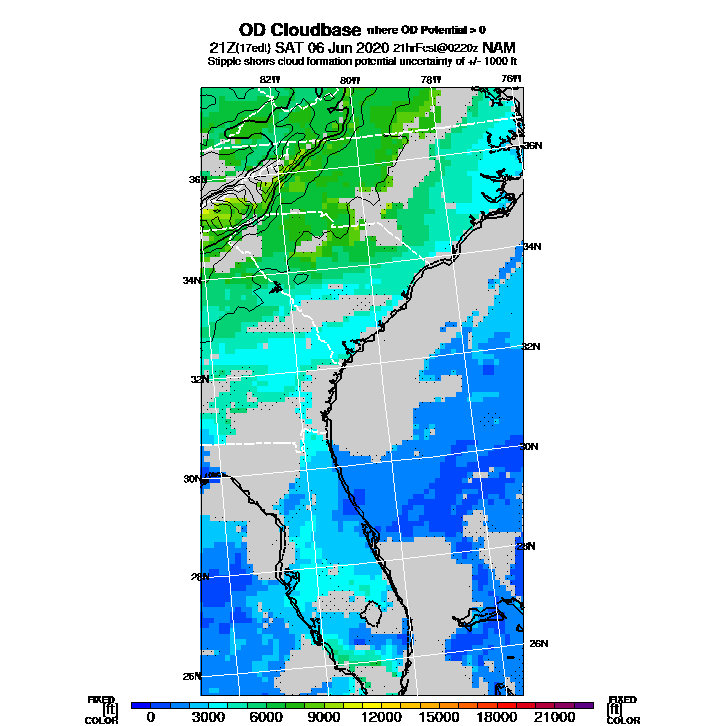 OD Cloudbase where OD Potential > 0
21Z(17edt) SAT 06 Jun 2020 21hrFcst@0220z NAM
Stipple shows cloud formation potential uncertainty of +/- 1000 ft
82W 80W 78W 76W
36N
36N
34N
34N
32N
32N
30N
30N
28N
28N
26N
26N
FIXED FIXED
[ft] [ft]
COLOR 0 3000 6000 9000 12000 15000 18000 21000 COLOR